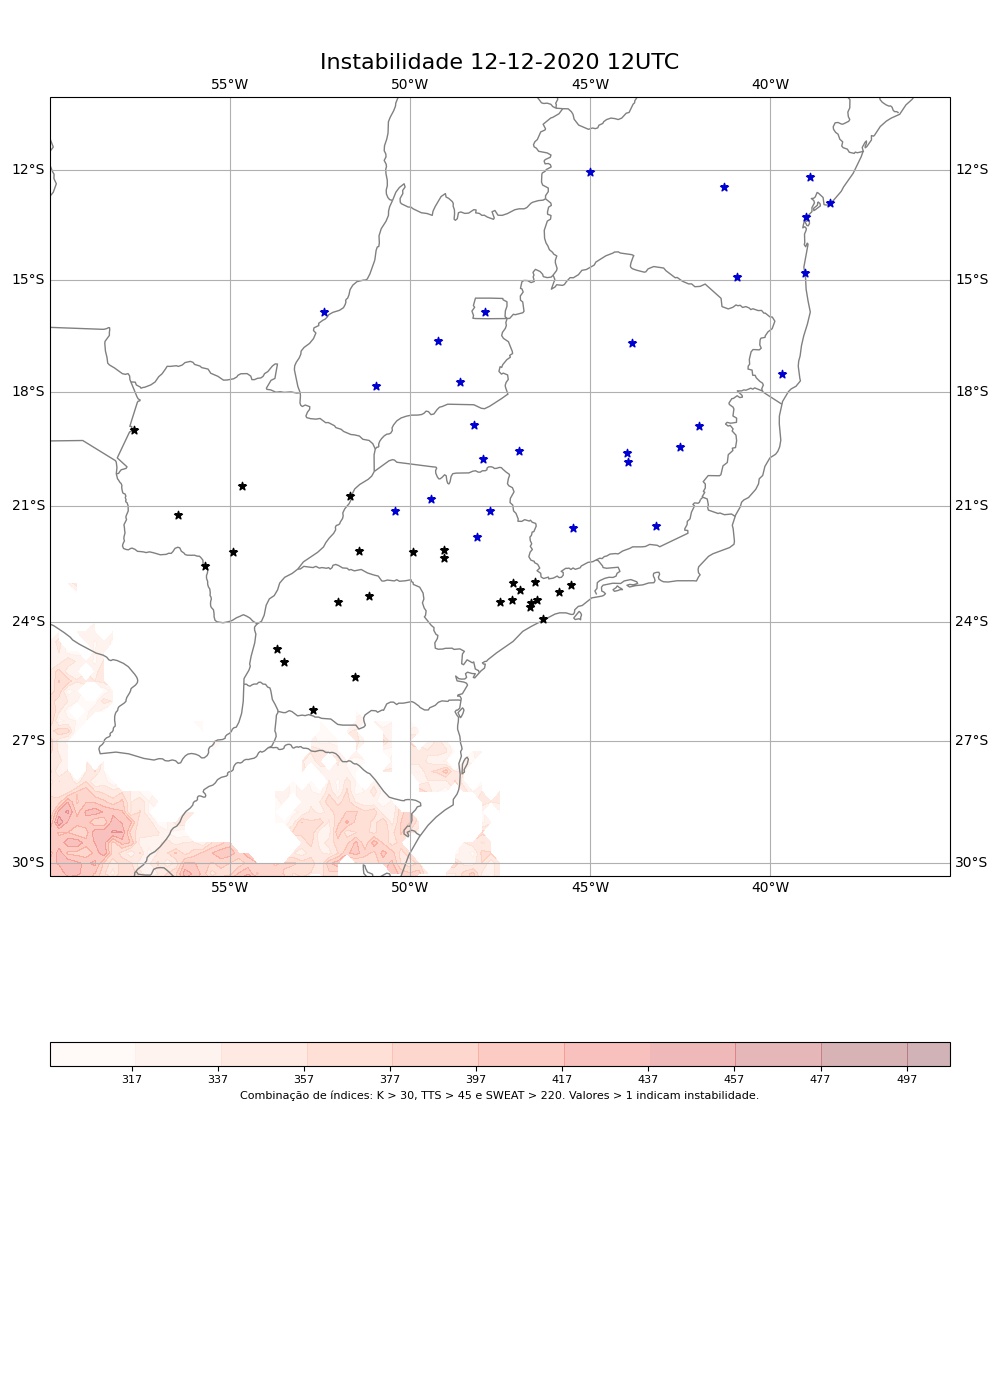 Instabilidade 12-12-2020 12UTC
55°W 50°W 45°W 40°W
12°S 12°S
15°S 15°S
18°S 18°S
21°S 21°S
24°S 24°S
27°S 27°S
30°S 30°S
55°W 50°W 45°W 40°W
317 337 357 377 397 417 437 457 477 497
Combinação de índices: K > 30, TTS > 45 e SWEAT > 220. Valores > 1 indicam instabilidade.